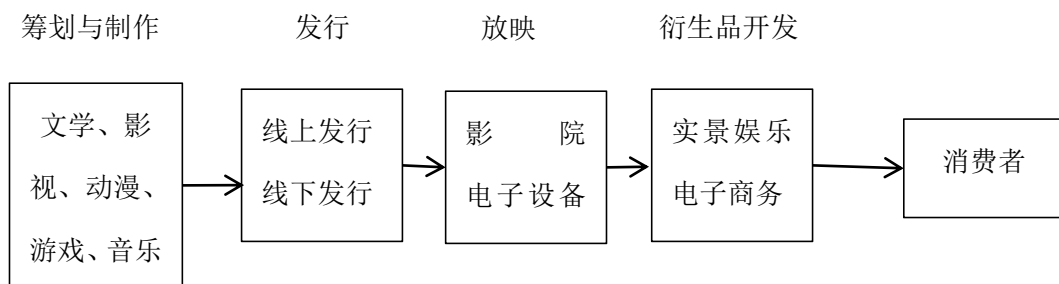 筹划与制作
发行
放映
衍生品开发
文学、影
视、动漫、
游戏、音乐
线上发行
线下发行
影 院
电子设备
实景娱乐
电子商务
消费者